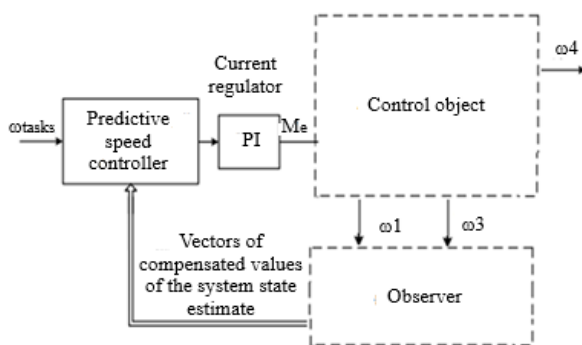 Current
regulator
ω4
Control object
ωtasks
Predictive
speed
controller
PI
Me
ω1
ω3
Vectors of
compensated values
of the system state
estimate
Observer